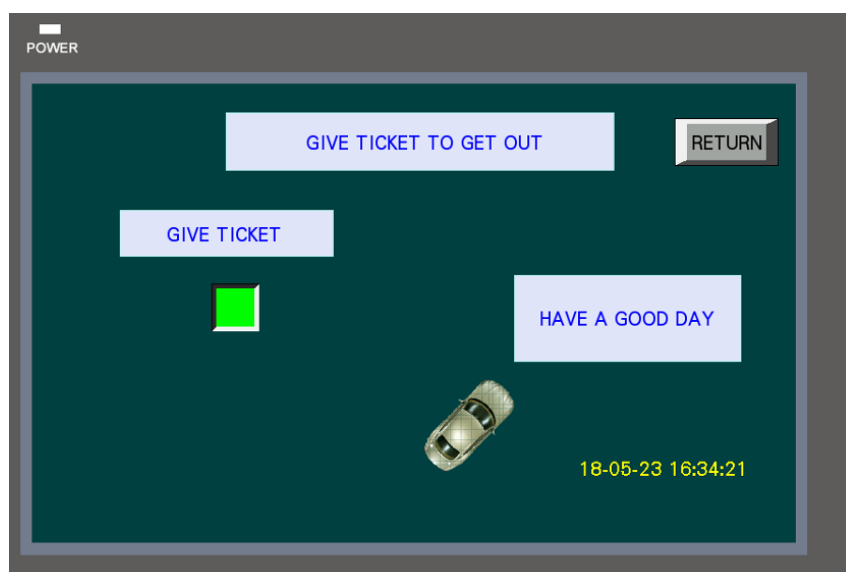 POWER
GIVE TICKET TO GET OUT
RETURN
GIVE TICKET
HAVE A GOOD DAY
18-05-23 16:34:21